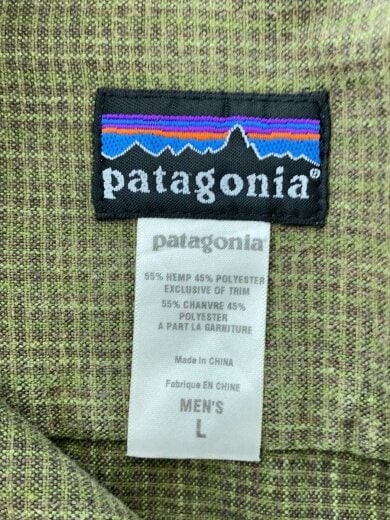 patagonia®
patagonia
55% HEMP 45% POLYESTER
EXCLUSIVE OF TRIM
55% CHANVRE 45%
POLYESTER
A PART LA GARNITURE
Made in CHINA
Fabrique EN CHINE
MEN'S
L